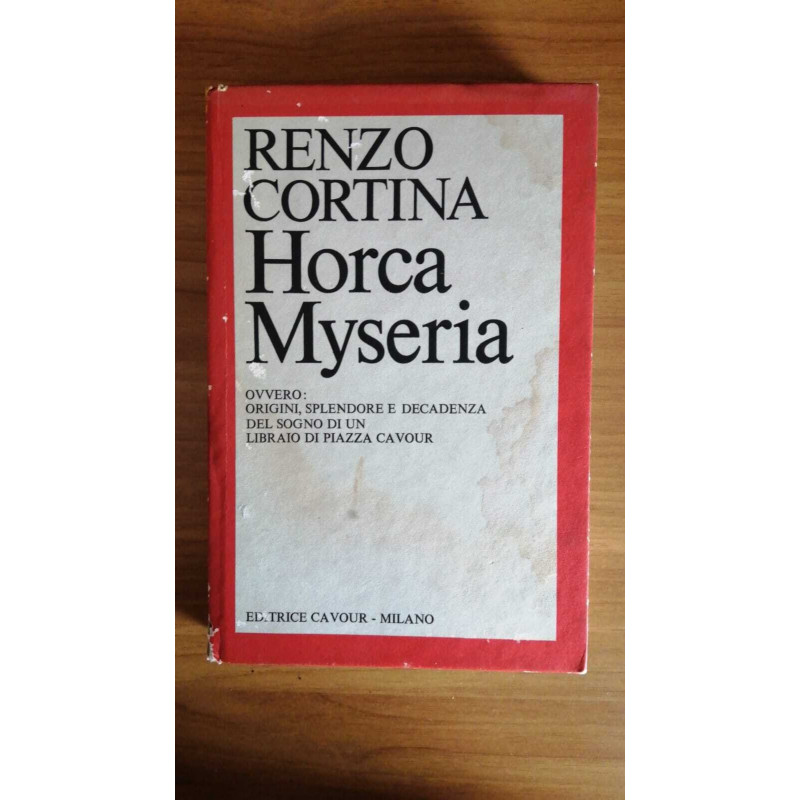 RENZO
CORTINA
Horca
Myseria
OVVERO:
ORIGINI, SPLENDORE E DECADENZA
DEL SOGNO DI UN
LIBRAIO DI PIAZZA CAVOUR
EDITRICE CAVOUR - MILANO